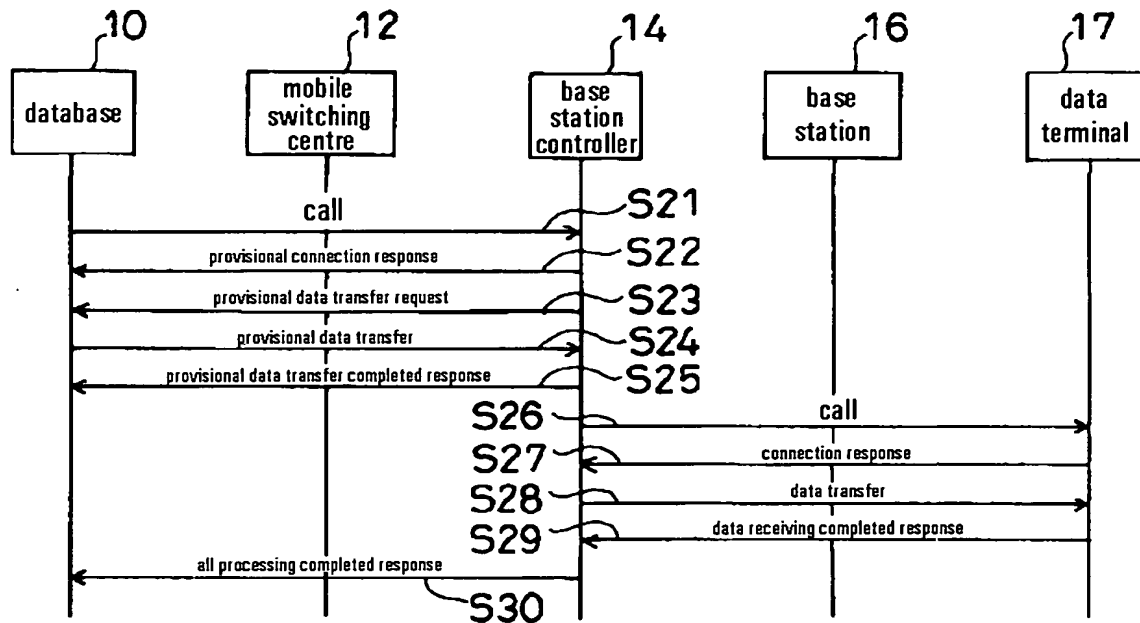 10
12
14
16
17
database
mobile
switching
centre
base
station
controller
base
station
data
terminal
call
S21
provisional connection response
S22
provisional data transfer request
S23
provisional data transfer
S24
provisional data transfer completed response
S25
S26
call
S27
connection response
S28
data transfer
S29
data receiving completed response
all processing completed response
S30